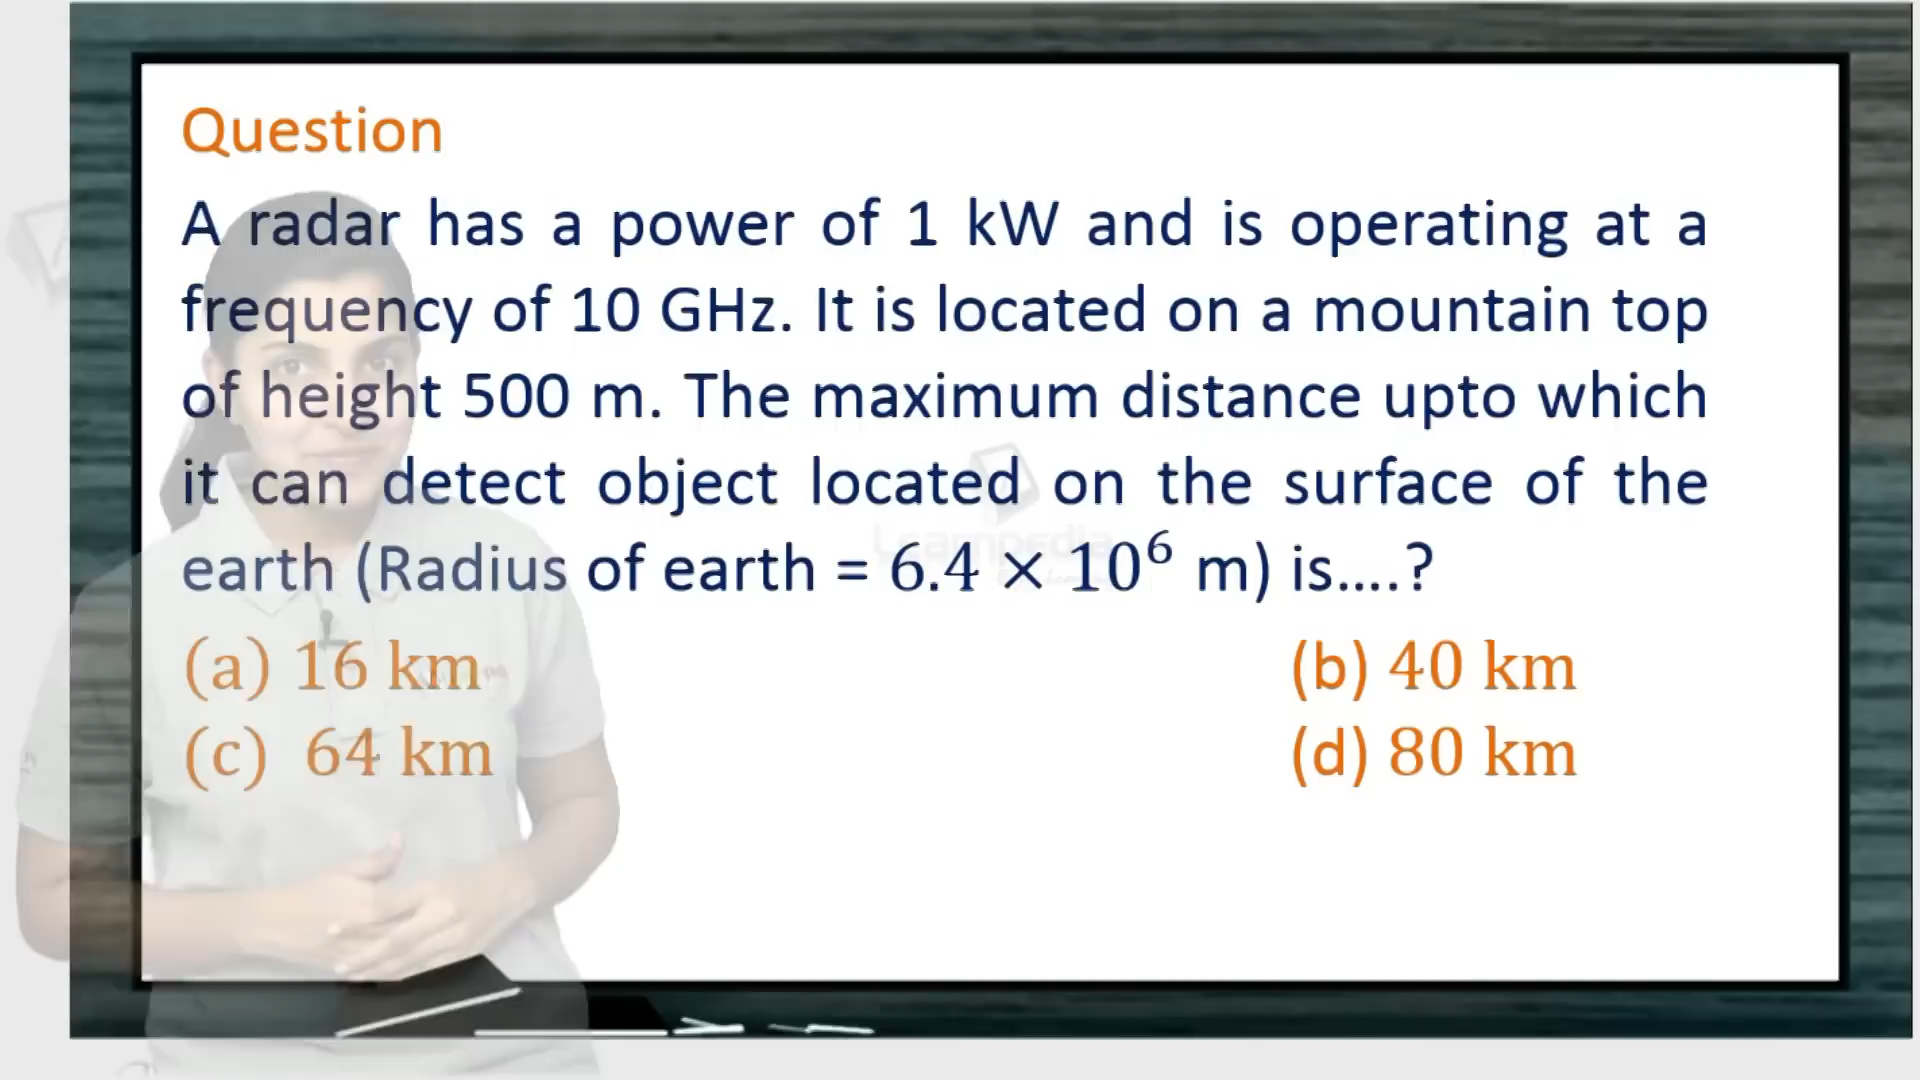 Question
A radar has a power of 1 kW and is operating at a
frequency of 10 GHz. It is located on a mountain top
of height 500 m. The maximum distance upto which
it can detect object located on the surface of the
earth (Radius of earth = 6.4 × 10⁶ m) is....?
(a) 16 km (b) 40 km
(c) 64 km (d) 80 km
Learnpedia